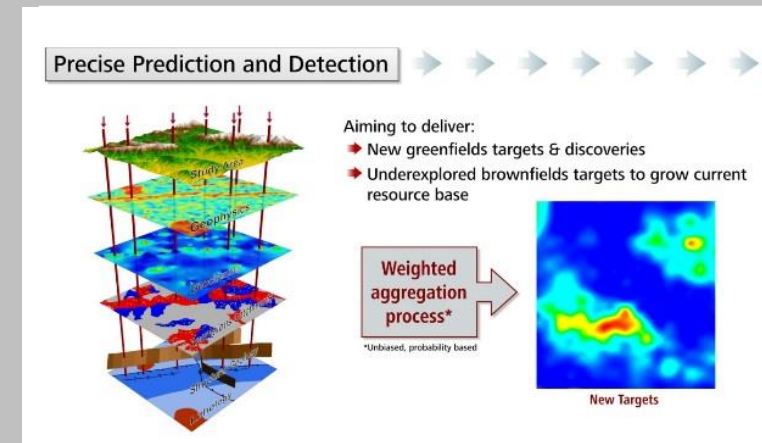 Precise Prediction and Detection
Aiming to deliver:
New greenfields targets & discoveries
Underexplored brownfields targets to grow current
resource base
Study Area
Geophysics
Weighted
aggregation
process*
*Unbiased, probability based
New Targets
Lithology